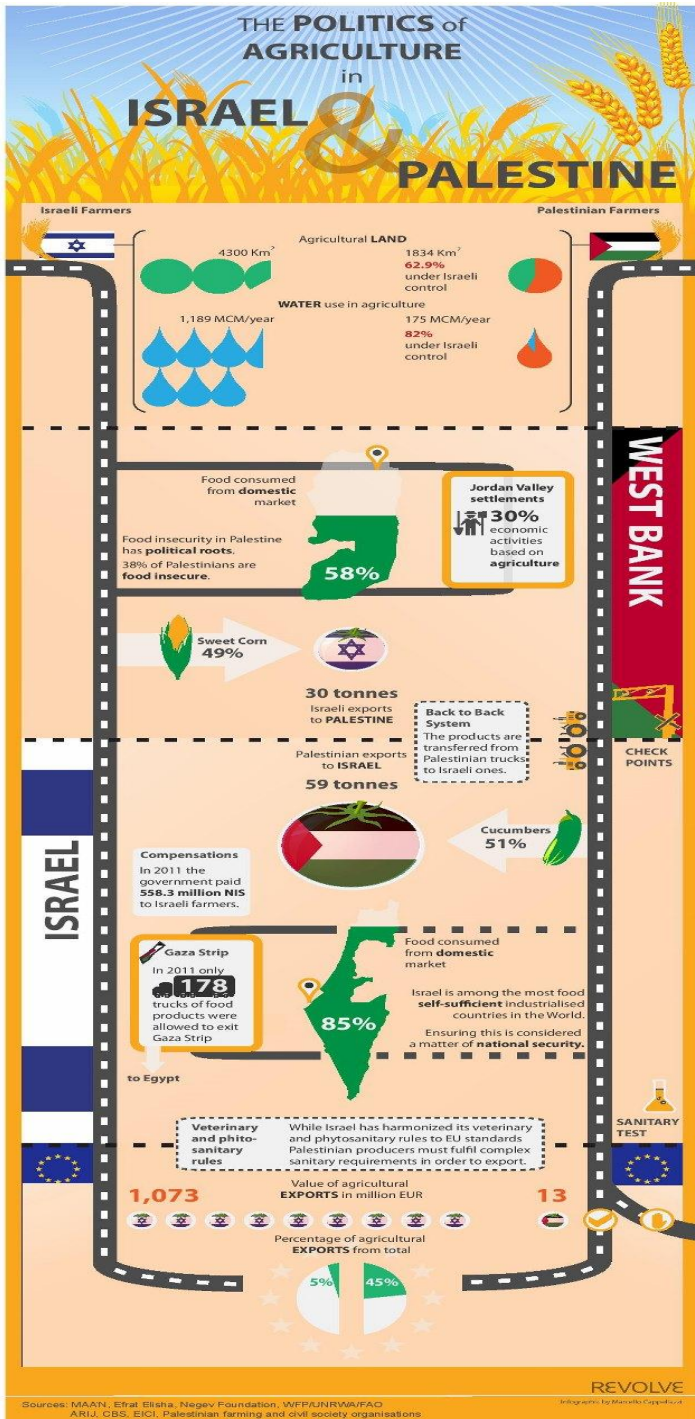 THE POLITICS of
AGRICULTURE
in
ISRAEL
&
PALESTINE
Israeli Farmers
Palestinian Farmers
Agricultural LAND
4300 Km²
1834 Km²
62.9%
under Israeli
control
WATER use in agriculture
1,189 MCM/year
175 MCM/year
82%
under Israeli
control
WEST BANK
Food consumed
from domestic
market
Food insecurity in Palestine
has political roots.
38% of Palestinians are
food insecure.
58%
Jordan Valley
settlements
30%
economic
activities
based on
agriculture
Sweet Corn
49%
30 tonnes
Israeli exports
to PALESTINE
Back to Back
System
The products are
transferred from
Palestinian trucks
to Israeli ones.
CHECK
POINTS
Palestinian exports
to ISRAEL
59 tonnes
Cucumbers
51%
ISRAEL
Compensations
In 2011 the
government paid
558.3 million NIS
to Israeli farmers.
Gaza Strip
In 2011 only
178
trucks of food
products were
allowed to exit
Gaza Strip
to Egypt
85%
Food consumed
from domestic
market
Israel is among the most food
self-sufficient industrialised
countries in the World.
Ensuring this is considered
a matter of national security.
SANITARY
TEST
Veterinary
and phito-
sanitary
rules
While Israel has harmonized its veterinary
and phytosanitary rules to EU standards
Palestinian producers must fulfil complex
sanitary requirements in order to export.
Value of agricultural
EXPORTS in million EUR
1,073
13
Percentage of agricultural
EXPORTS from total
5%
45%
REVOLVE
Infographic by Marcello Cappellazzi
Sources: MAAN, Efrat Elisha, Negev Foundation, WFP/UNRWA/FAO
ARIJ, CBS, EICI, Palestinian farming and civil society organisations